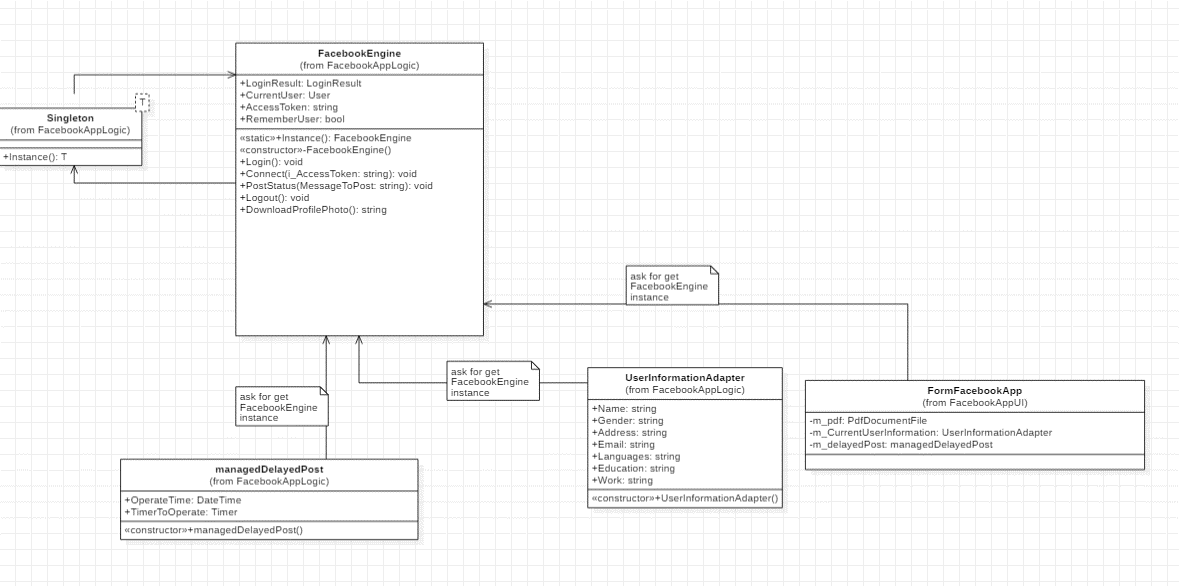 FacebookEngine
(from FacebookAppLogic)
+LoginResult: LoginResult
+CurrentUser: User
+AccessToken: string
+RememberUser: bool
«static»+Instance(): FacebookEngine
«constructor»-FacebookEngine()
+Login(): void
+Connect(i_AccessToken: string): void
+PostStatus(MessageToPost: string): void
+Logout(): void
+DownloadProfilePhoto(): string
T
Singleton
(from FacebookAppLogic)
+Instance(): T
ask for get
FacebookEngine
instance
ask for get
FacebookEngine
instance
ask for get
FacebookEngine
instance
managedDelayedPost
(from FacebookAppLogic)
+OperateTime: DateTime
+TimerToOperate: Timer
«constructor»+managedDelayedPost()
UserInformationAdapter
(from FacebookAppLogic)
+Name: string
+Gender: string
+Address: string
+Email: string
+Languages: string
+Education: string
+Work: string
«constructor»+UserInformationAdapter()
FormFacebookApp
(from FacebookAppUI)
-m_pdf: PdfDocumentFile
-m_CurrentUserInformation: UserInformationAdapter
-m_delayedPost: managedDelayedPost